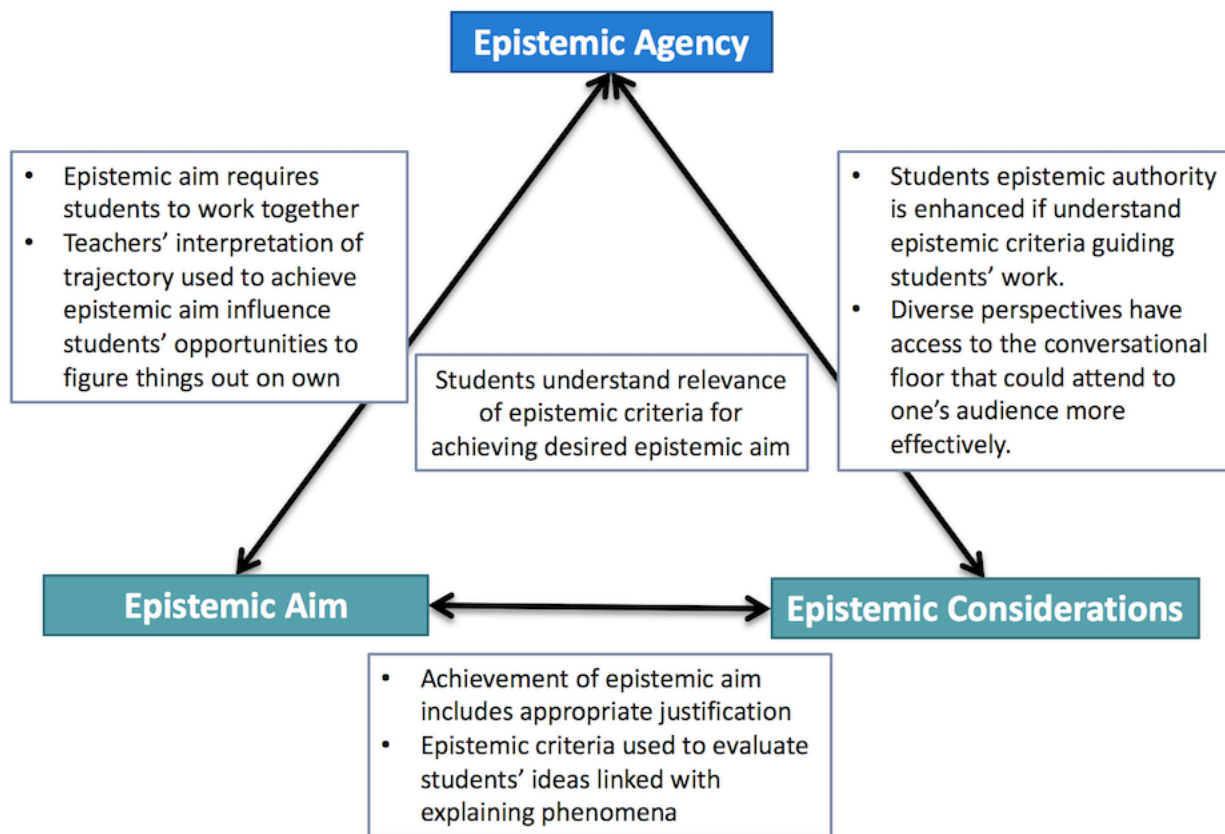 Epistemic Agency
• Epistemic aim requires
students to work together
• Teachers’ interpretation of
trajectory used to achieve
epistemic aim influence
students’ opportunities to
figure things out on own
• Students epistemic authority
is enhanced if understand
epistemic criteria guiding
students’ work.
• Diverse perspectives have
access to the conversational
floor that could attend to
one’s audience more
effectively.
Students understand relevance
of epistemic criteria for
achieving desired epistemic aim
Epistemic Aim
Epistemic Considerations
• Achievement of epistemic aim
includes appropriate justification
• Epistemic criteria used to evaluate
students’ ideas linked with
explaining phenomena